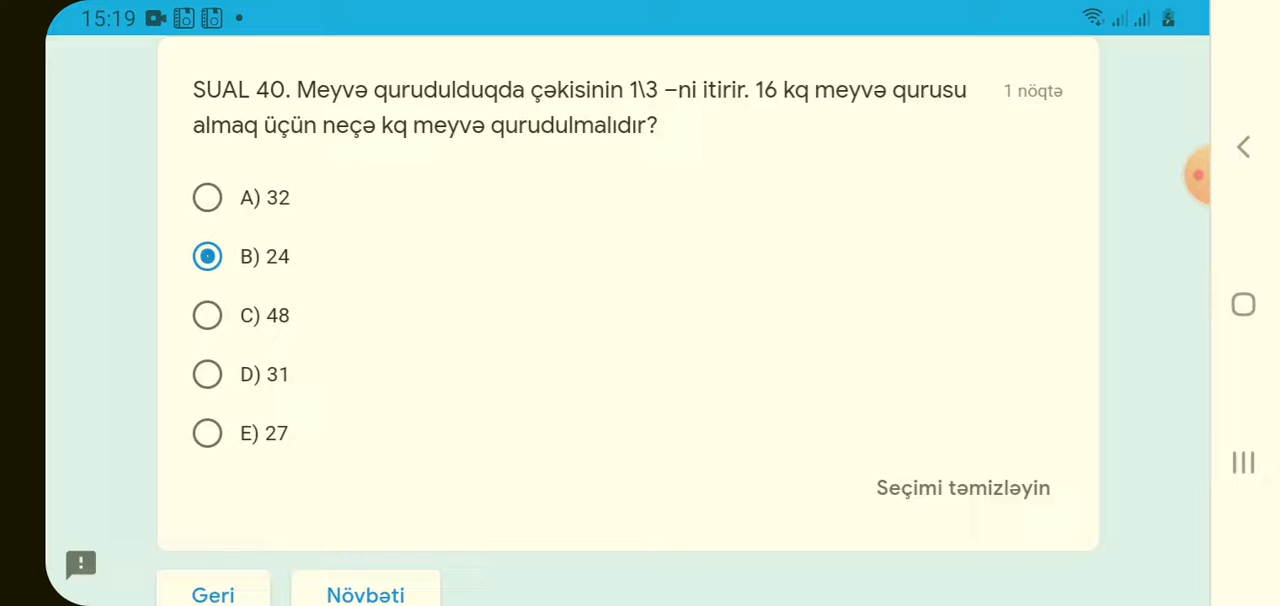 15:19
SUAL 40. Meyvə qurudulduqda çəkisinin 1\3 –ni itirir. 16 kq meyvə qurusu
1 nöqtə
almaq üçün neçə kq meyvə qurudulmalıdır?
A) 32
B) 24
C) 48
D) 31
E) 27
Seçimi təmizləyin
Geri
Növbəti